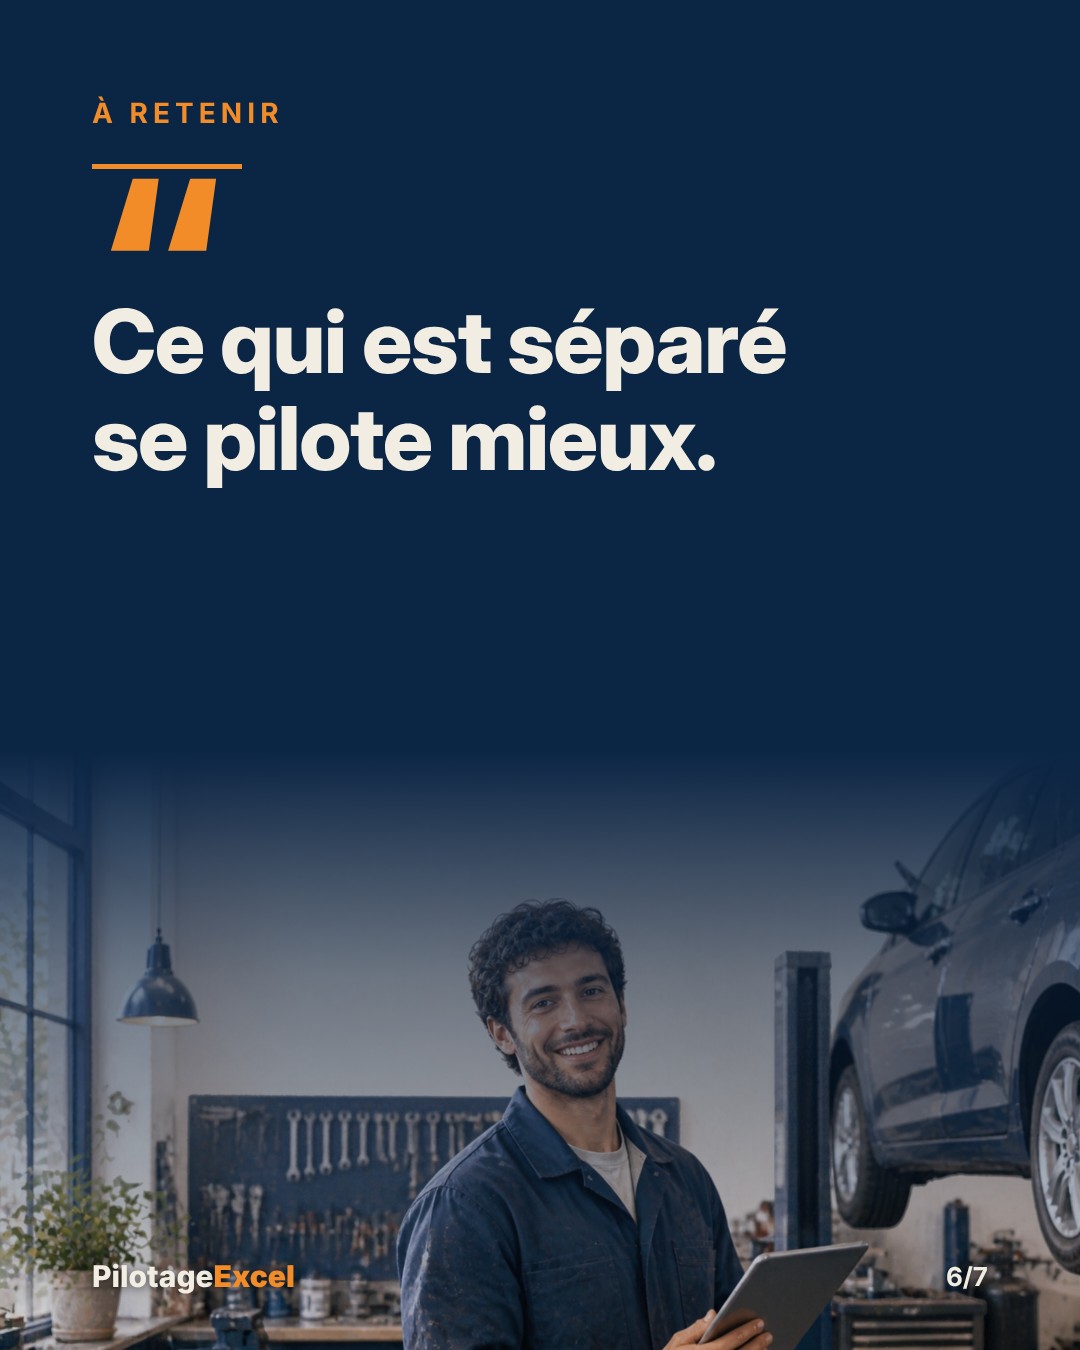 À RETENIR
"
Ce qui est séparé
se pilote mieux.
PilotageExcel
6/7